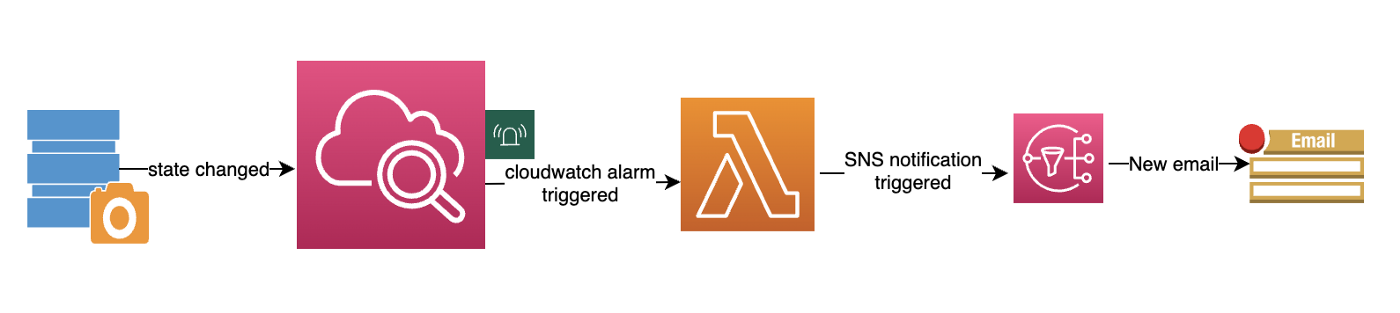 state changed
cloudwatch alarm
triggered
SNS notification
triggered
New email
Email